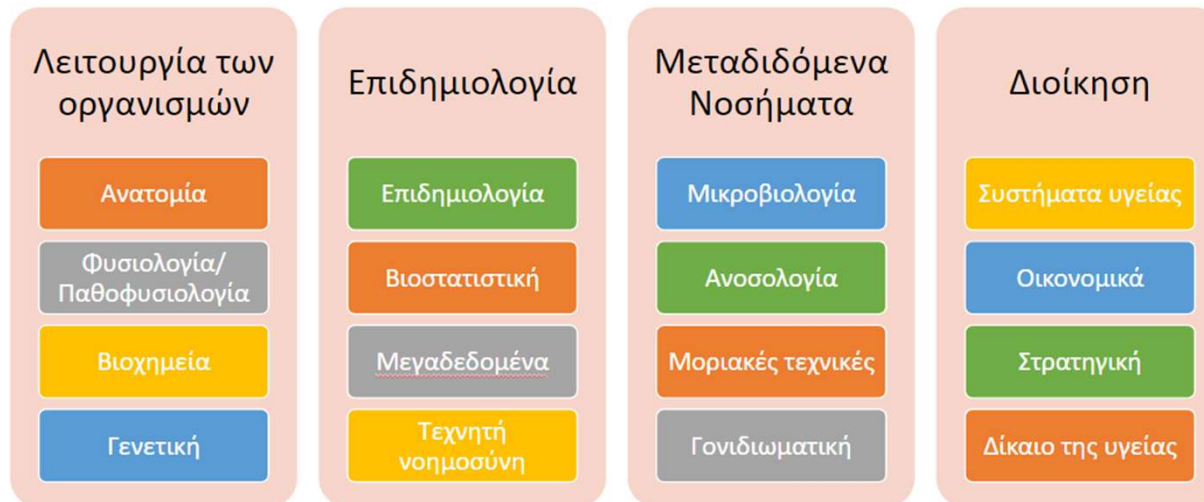 Λειτουργία των
οργανισμών
Ανατομία
Φυσιολογία/
Παθοφυσιολογία
Βιοχημεία
Γενετική
Επιδημιολογία
Επιδημιολογία
Βιοστατιστική
Μεγαδεδομένα
Τεχνητή
νοημοσύνη
Μεταδιδόμενα
Νοσήματα
Μικροβιολογία
Ανοσολογία
Μοριακές τεχνικές
Γονιδιωματική
Διοίκηση
Συστήματα υγείας
Οικονομικά
Στρατηγική
Δίκαιο της υγείας